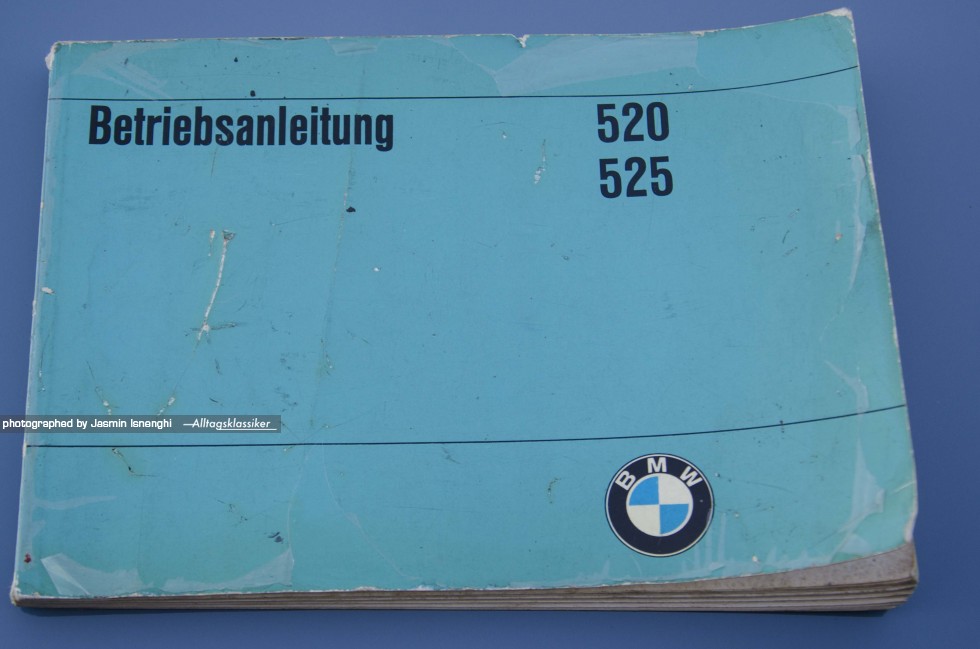 Betriebsanleitung 520
525
photographed by Jasmin Isnenghi —Alltagsklassiker
BMW